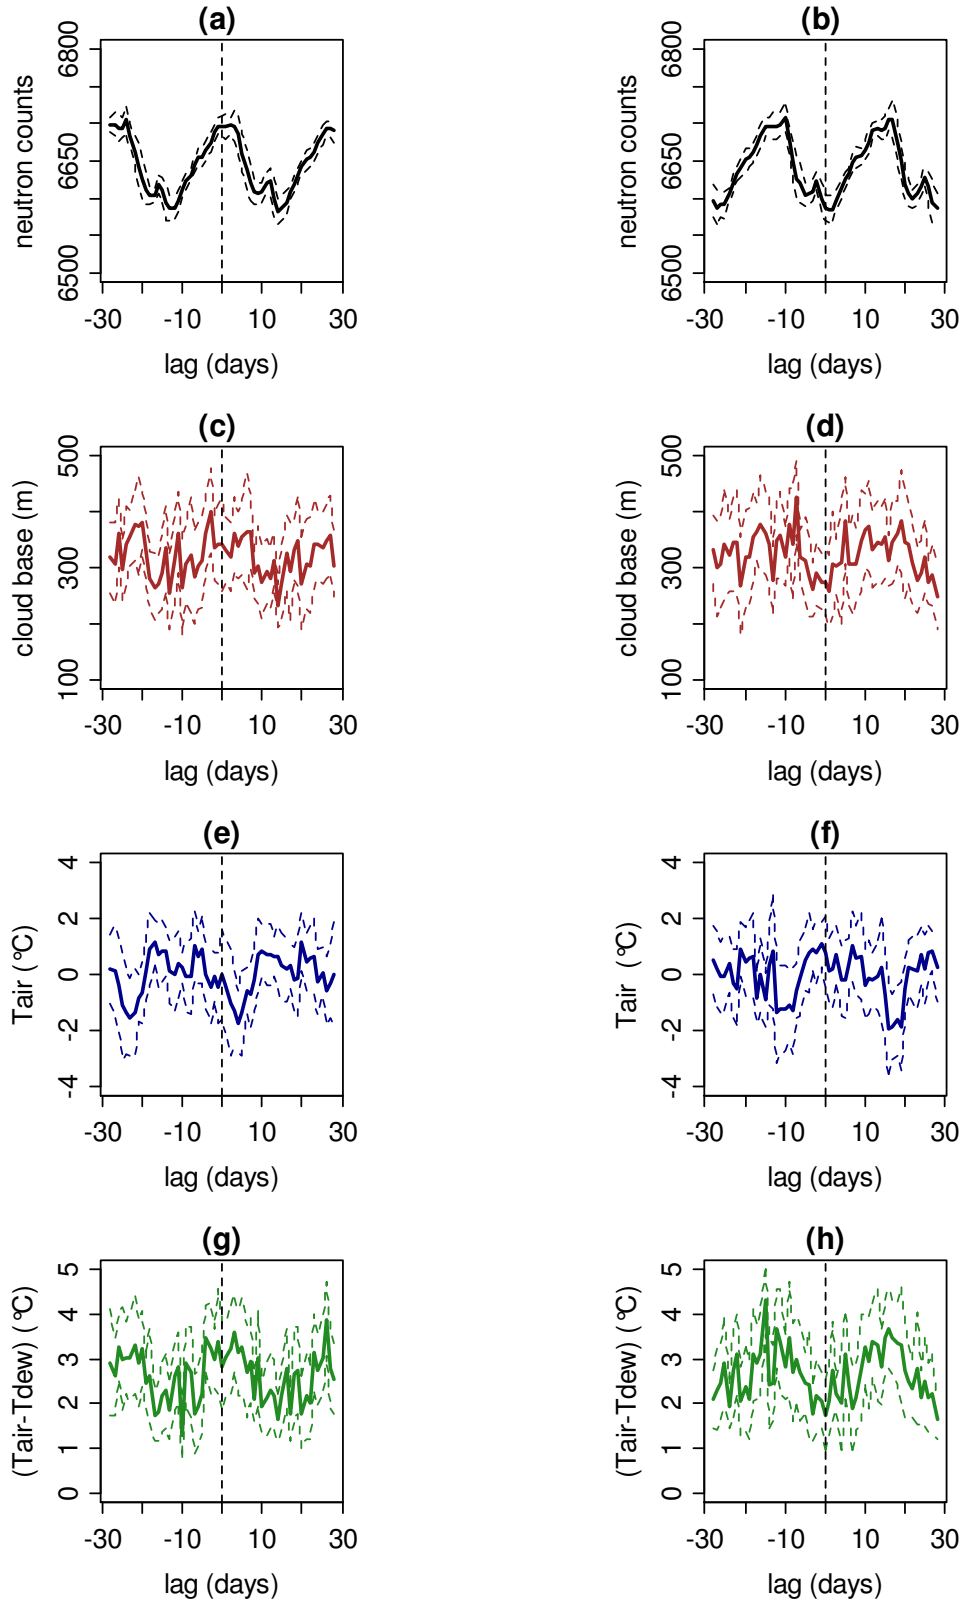 (a)
neutron counts
6500 6650 6800
-30 -10 10 30
lag (days)
(b)
neutron counts
6500 6650 6800
-30 -10 10 30
lag (days)
(c)
cloud base (m)
100 300 500
-30 -10 10 30
lag (days)
(d)
cloud base (m)
100 300 500
-30 -10 10 30
lag (days)
(e)
Tair (°C)
-4 -2 0 2 4
-30 -10 10 30
lag (days)
(f)
Tair (°C)
-4 -2 0 2 4
-30 -10 10 30
lag (days)
(g)
(Tair-Tdew) (°C)
0 1 2 3 4 5
-30 -10 10 30
lag (days)
(h)
(Tair-Tdew) (°C)
0 1 2 3 4 5
-30 -10 10 30
lag (days)